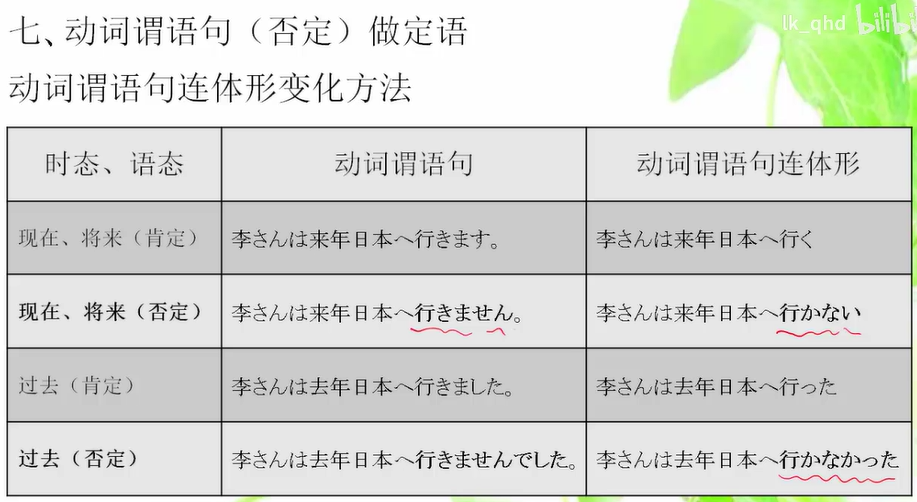 lk_qhd bilibili
七、动词谓语句（否定）做定语
动词谓语句连体形变化方法
时态、语态 动词谓语句 动词谓语句连体形
现在、将来（肯定） 李さんは来年日本へ行きます。 李さんは来年日本へ行く
现在、将来（否定） 李さんは来年日本へ行きません。 李さんは来年日本へ行かない
过去（肯定） 李さんは去年日本へ行きました。 李さんは去年日本へ行った
过去（否定） 李さんは去年日本へ行きませんでした。 李さんは去年日本へ行かなかった